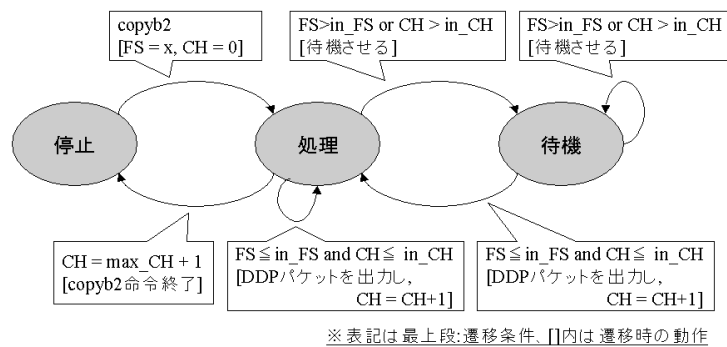 copyb2
[FS = x, CH = 0]
FS>in_FS or CH > in_CH
[待機させる]
FS>in_FS or CH > in_CH
[待機させる]
停止
処理
待機
CH = max_CH + 1
[copyb2命令終了]
FS≦in_FS and CH≦ in_CH
[DDPパケットを出力し,
CH = CH+1]
FS≦in_FS and CH≦ in_CH
[DDPパケットを出力し,
CH = CH+1]
※表記は最上段:遷移条件、[]内は遷移時の動作